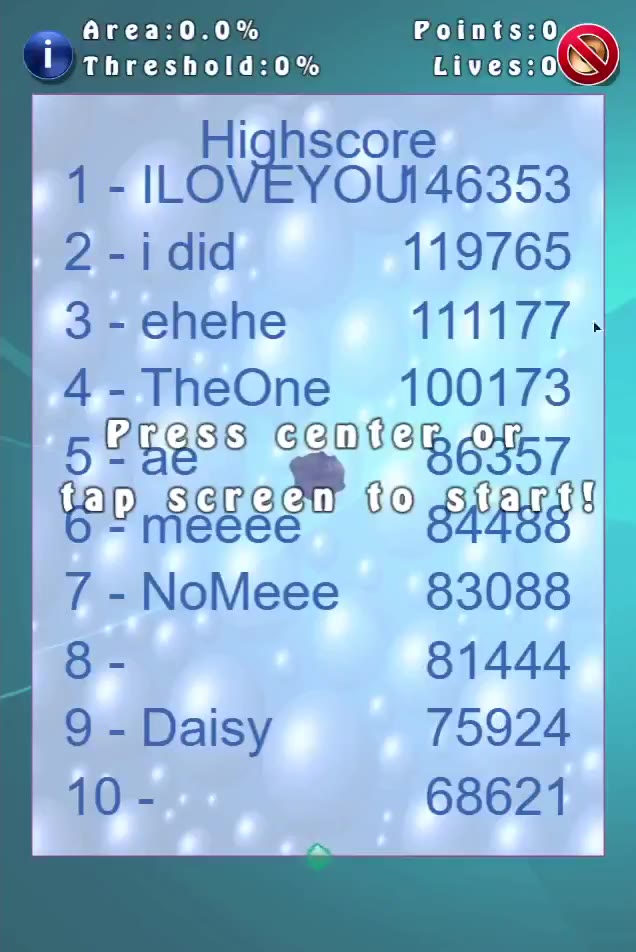 i
Area:0.0%
Points:0
Threshold:0%
Lives:0
Highscore
1 - ILOVEYOU 146353
2 - i did 119765
3 - ehehe 111177
4 - TheOne 100173
Press center or
5 - ae 86357
tap screen to start!
6 - meeee 84488
7 - NoMeee 83088
8 - 81444
9 - Daisy 75924
10 - 68621